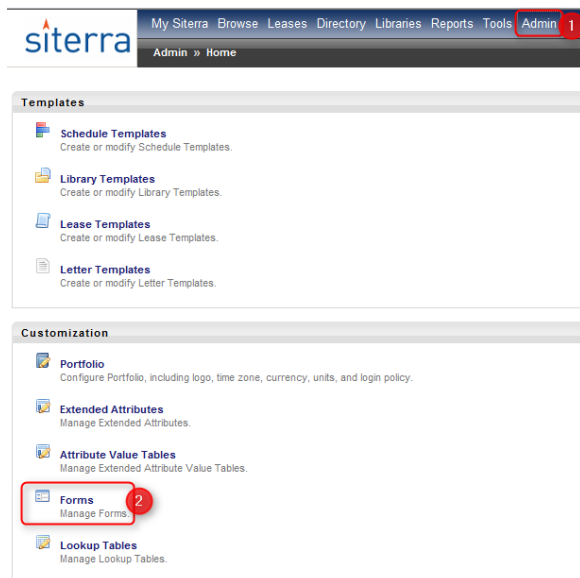 siterra
My Siterra Browse Leases Directory Libraries Reports Tools Admin 1
Admin » Home
Templates
Schedule Templates
Create or modify Schedule Templates.
Library Templates
Create or modify Library Templates.
Lease Templates
Create or modify Lease Templates.
Letter Templates
Create or modify Letter Templates.
Customization
Portfolio
Configure Portfolio, including logo, time zone, currency, units, and login policy.
Extended Attributes
Manage Extended Attributes.
Attribute Value Tables
Manage Extended Attribute Value Tables.
Forms 2
Manage Forms.
Lookup Tables
Manage Lookup Tables.